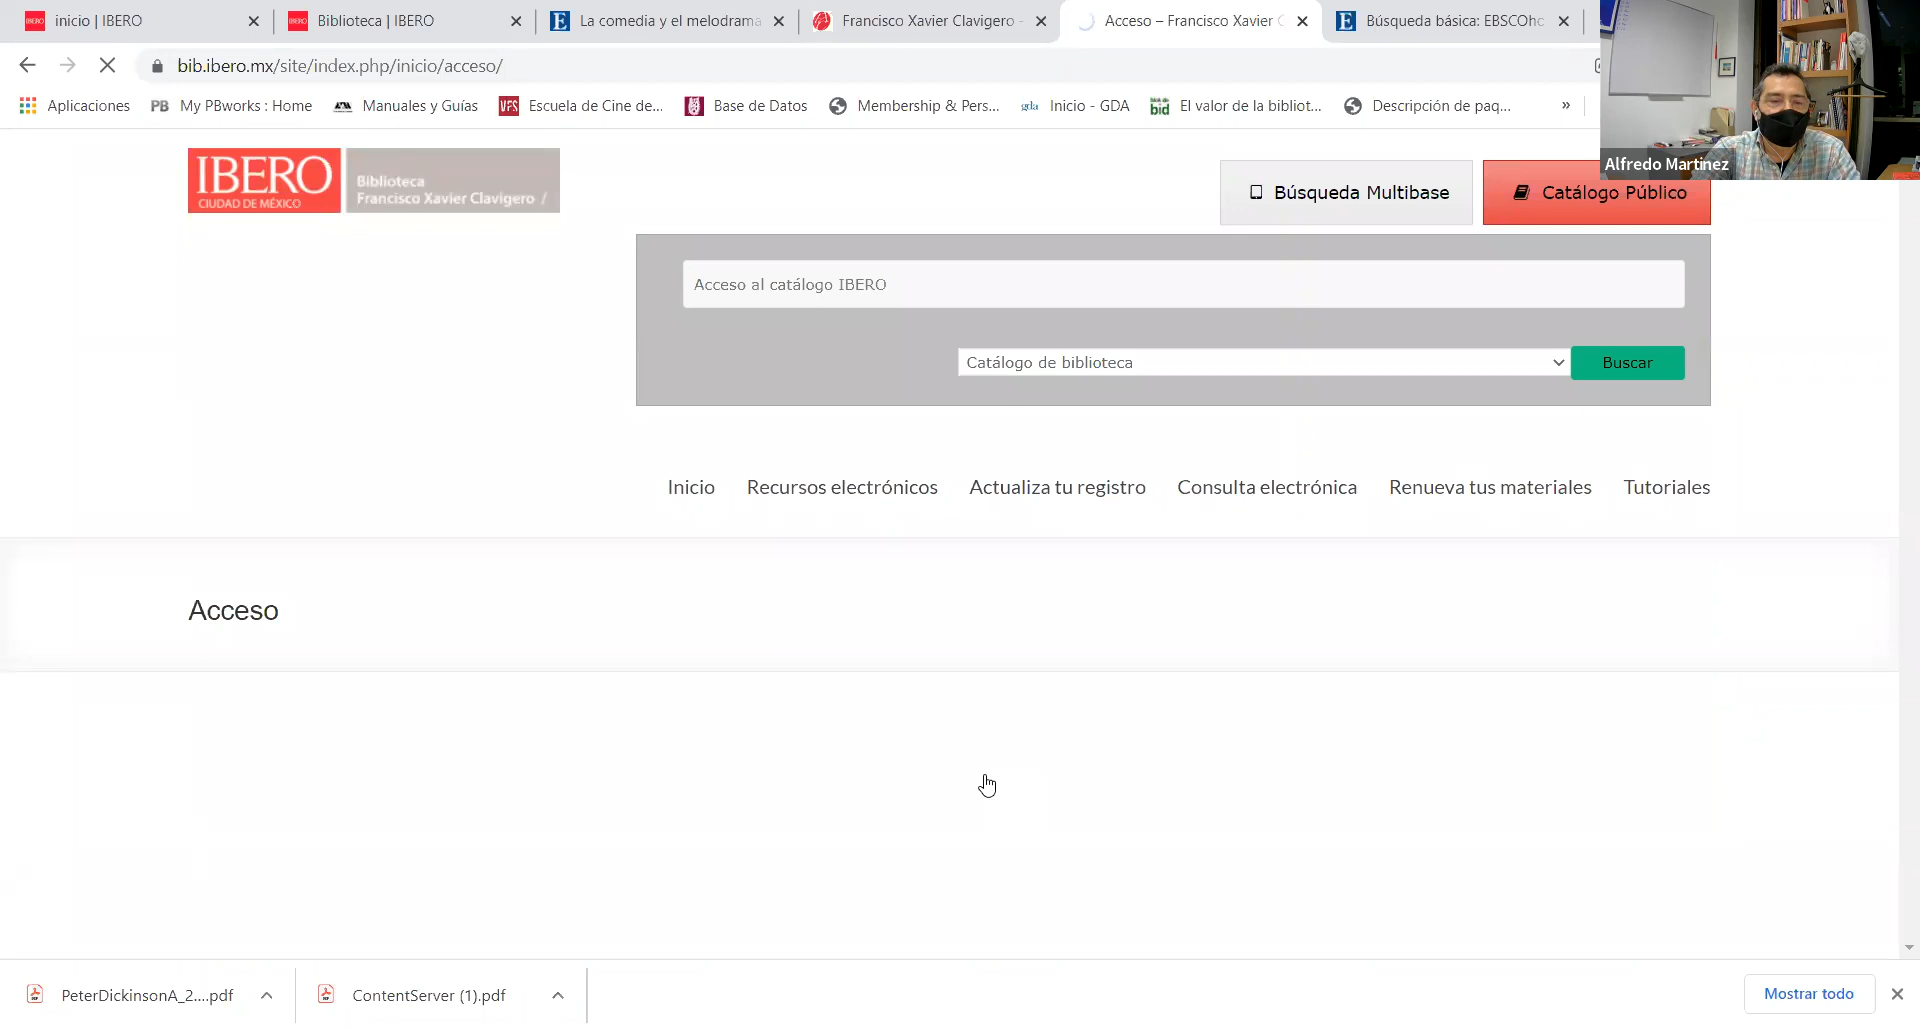 inicio | IBERO
Biblioteca | IBERO
La comedia y el melodrama
Francisco Xavier Clavigero -
Acceso – Francisco Xavier C
Búsqueda básica: EBSCOhc
bib.ibero.mx/site/index.php/inicio/acceso/
Aplicaciones
PB My PBworks : Home
Manuales y Guías
Escuela de Cine de...
Base de Datos
Membership & Pers...
gda Inicio - GDA
bid El valor de la bibliot...
Descripción de paq...
»
Alfredo Martinez
IBERO
CIUDAD DE MÉXICO
Biblioteca
Francisco Xavier Clavigero /
Búsqueda Multibase
Catálogo Público
Acceso al catálogo IBERO
Catálogo de biblioteca
Buscar
Inicio
Recursos electrónicos
Actualiza tu registro
Consulta electrónica
Renueva tus materiales
Tutoriales
Acceso
PeterDickinsonA_2....pdf
ContentServer (1).pdf
Mostrar todo